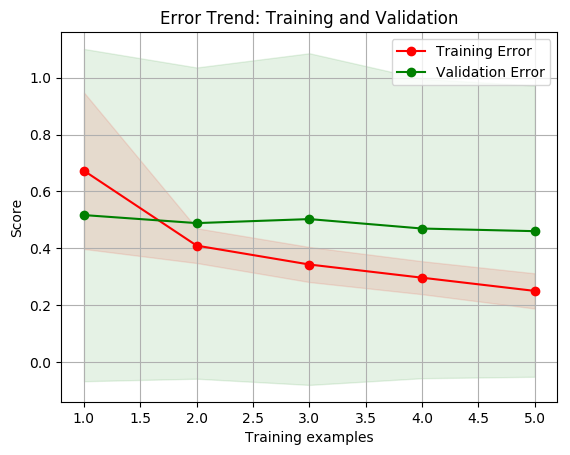 Error Trend: Training and Validation
Training Error
Validation Error
Score
1.0
0.8
0.6
0.4
0.2
0.0
1.0 1.5 2.0 2.5 3.0 3.5 4.0 4.5 5.0
Training examples